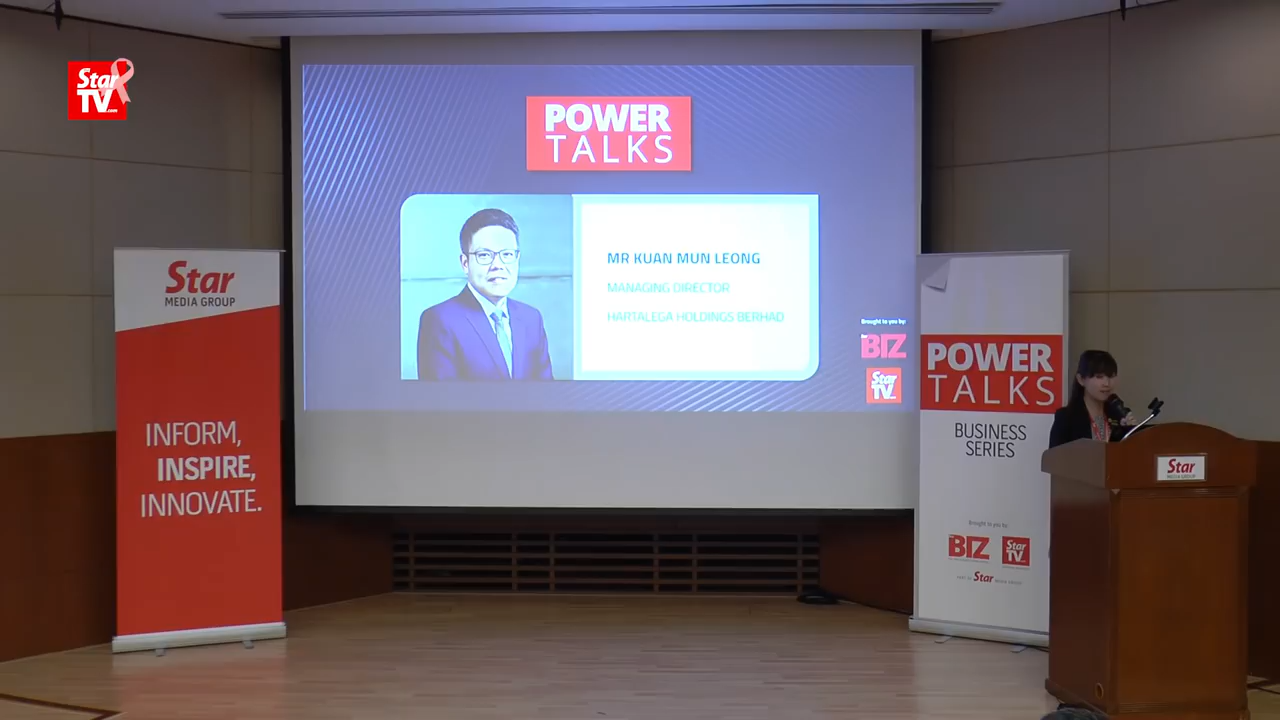 Star
TV.com
POWER
TALKS
MR KUAN MUN LEONG
MANAGING DIRECTOR
HARTALEGA HOLDINGS BERHAD
Brought to you by:
BIZ
Star
TV
Star
MEDIA GROUP
INFORM,
INSPIRE,
INNOVATE.
POWER
TALKS
BUSINESS
SERIES
Brought to you by:
BIZ
Star
TV
Star
Star
MEDIA GROUP